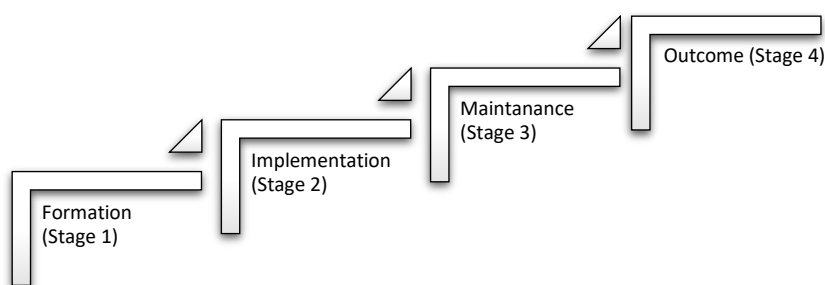 Formation
(Stage 1)
Implementation
(Stage 2)
Maintanance
(Stage 3)
Outcome (Stage 4)